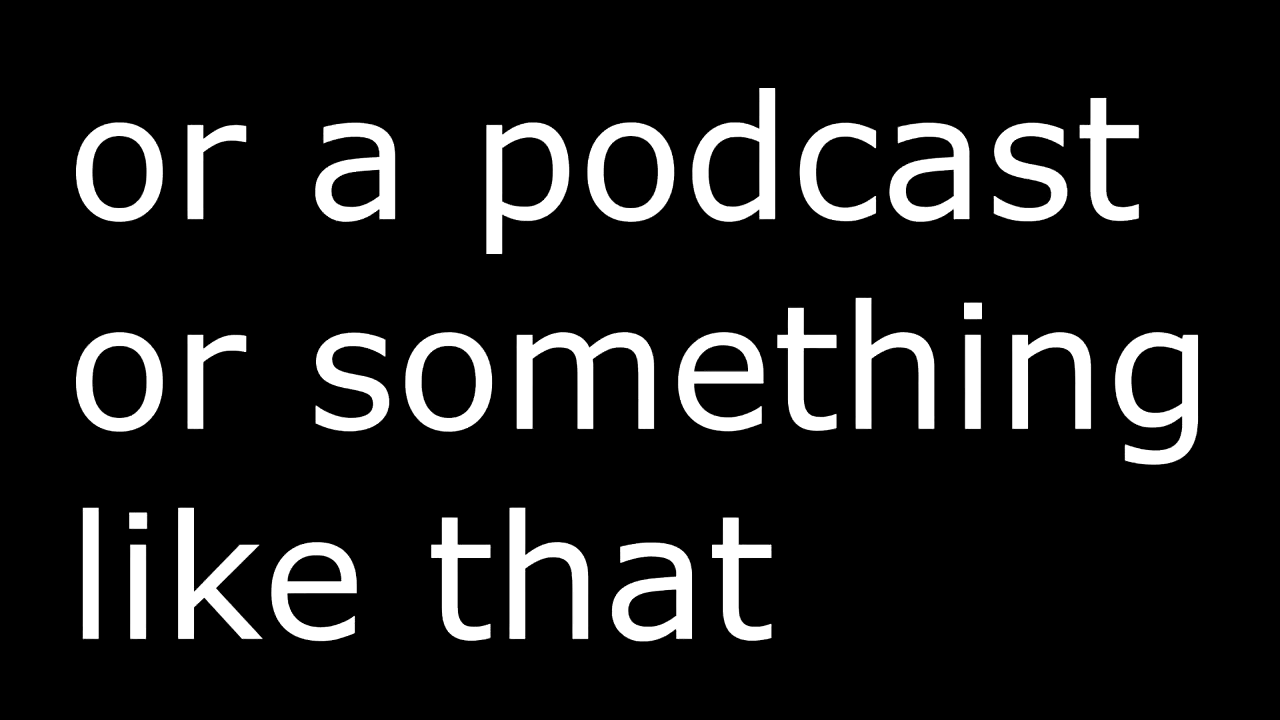 or a podcast
or something
like that